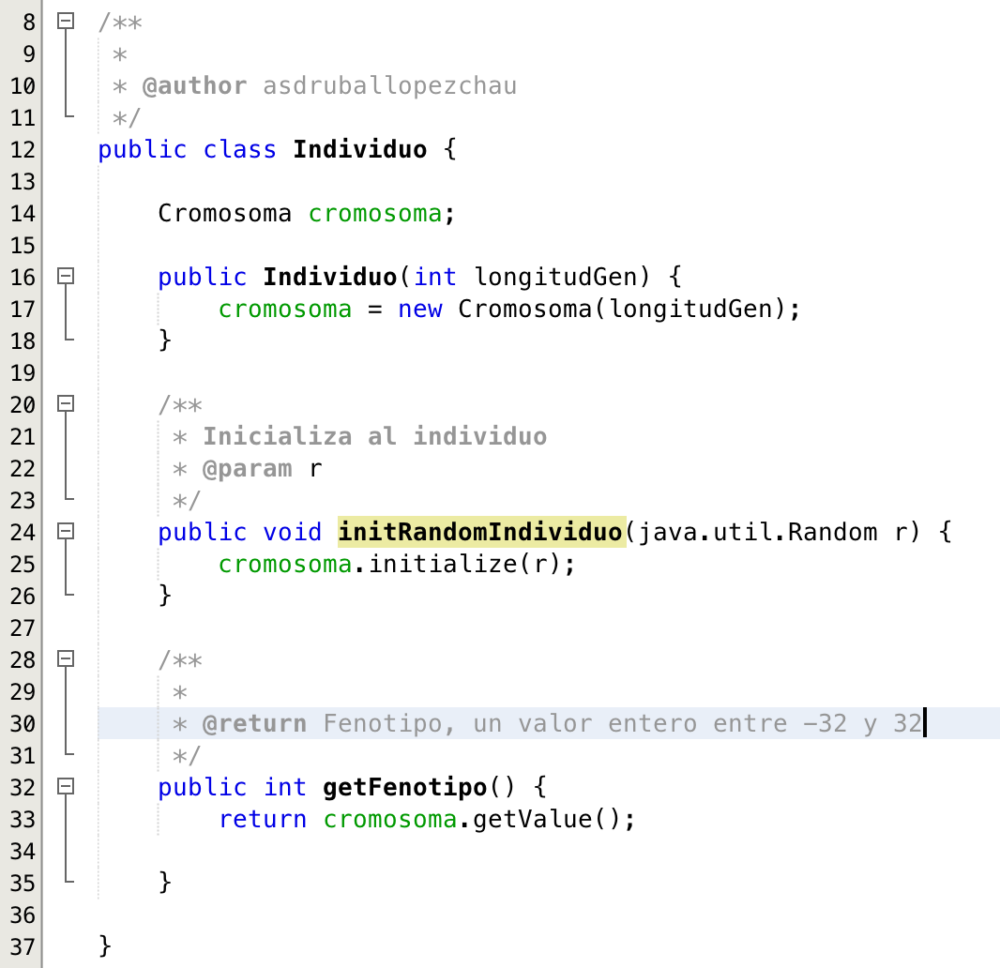 8 /**
9  *
10  * @author asdruballopezchau
11  */
12 public class Individuo {
13
14     Cromosoma cromosoma;
15
16     public Individuo(int longitudGen) {
17         cromosoma = new Cromosoma(longitudGen);
18     }
19
20     /**
21      * Inicializa al individuo
22      * @param r
23      */
24     public void initRandomIndividuo(java.util.Random r) {
25         cromosoma.initialize(r);
26     }
27
28     /**
29      *
30      * @return Fenotipo, un valor entero entre −32 y 32
31      */
32     public int getFenotipo() {
33         return cromosoma.getValue();
34
35     }
36
37 }